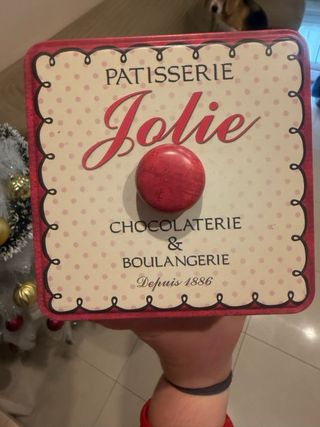 PATISSERIE
Jolie
CHOCOLATERIE
&
BOULANGERIE
Depuis 1886